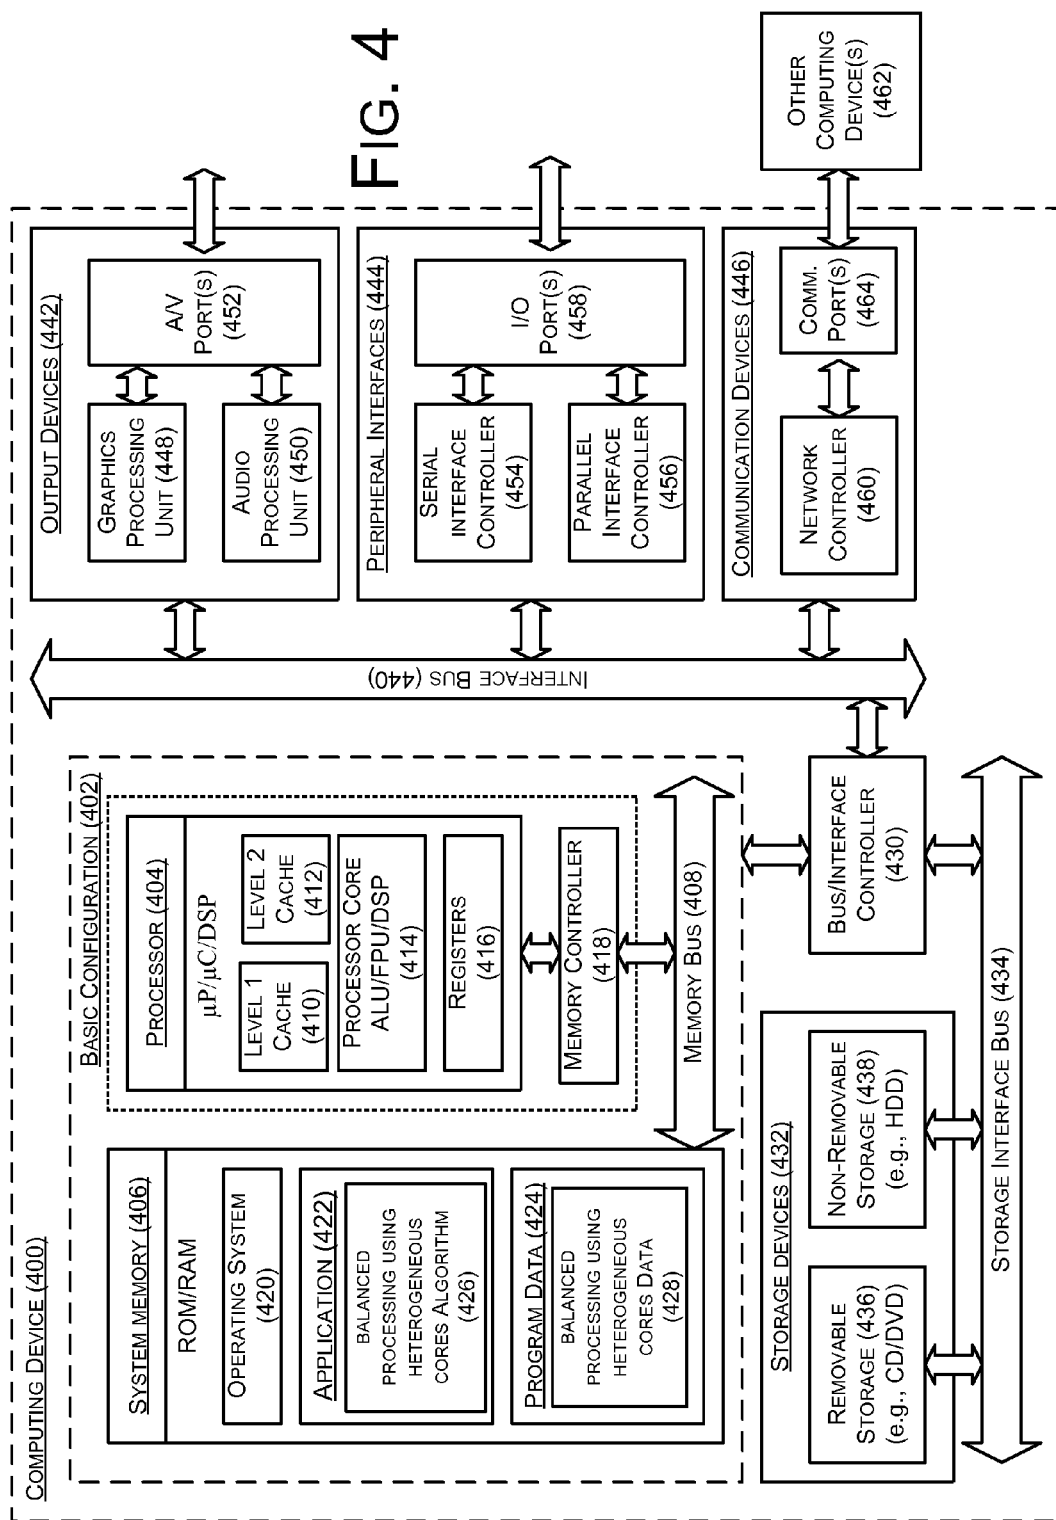 COMPUTING DEVICE (400)
BASIC CONFIGURATION (402)
SYSTEM MEMORY (406)
ROM/RAM
OPERATING SYSTEM
(420)
APPLICATION (422)
BALANCED
PROCESSING USING
HETEROGENEOUS
CORES ALGORITHM
(426)
PROGRAM DATA (424)
BALANCED
PROCESSING USING
HETEROGENEOUS
CORES DATA
(428)
PROCESSOR (404)
µP/µC/DSP
LEVEL 1
CACHE
(410)
LEVEL 2
CACHE
(412)
PROCESSOR CORE
ALU/FPU/DSP
(414)
REGISTERS
(416)
MEMORY CONTROLLER
(418)
MEMORY BUS (408)
BUS/INTERFACE
CONTROLLER
(430)
STORAGE DEVICES (432)
REMOVABLE
STORAGE (436)
(e.g., CD/DVD)
NON-REMOVABLE
STORAGE (438)
(e.g., HDD)
STORAGE INTERFACE BUS (434)
INTERFACE BUS (440)
OUTPUT DEVICES (442)
GRAPHICS
PROCESSING
UNIT (448)
AUDIO
PROCESSING
UNIT (450)
A/V
PORT(S)
(452)
PERIPHERAL INTERFACES (444)
SERIAL
INTERFACE
CONTROLLER
(454)
PARALLEL
INTERFACE
CONTROLLER
(456)
I/O
PORT(S)
(458)
COMMUNICATION DEVICES (446)
NETWORK
CONTROLLER
(460)
COMM.
PORT(S)
(464)
OTHER
COMPUTING
DEVICE(S)
(462)
FIG. 4